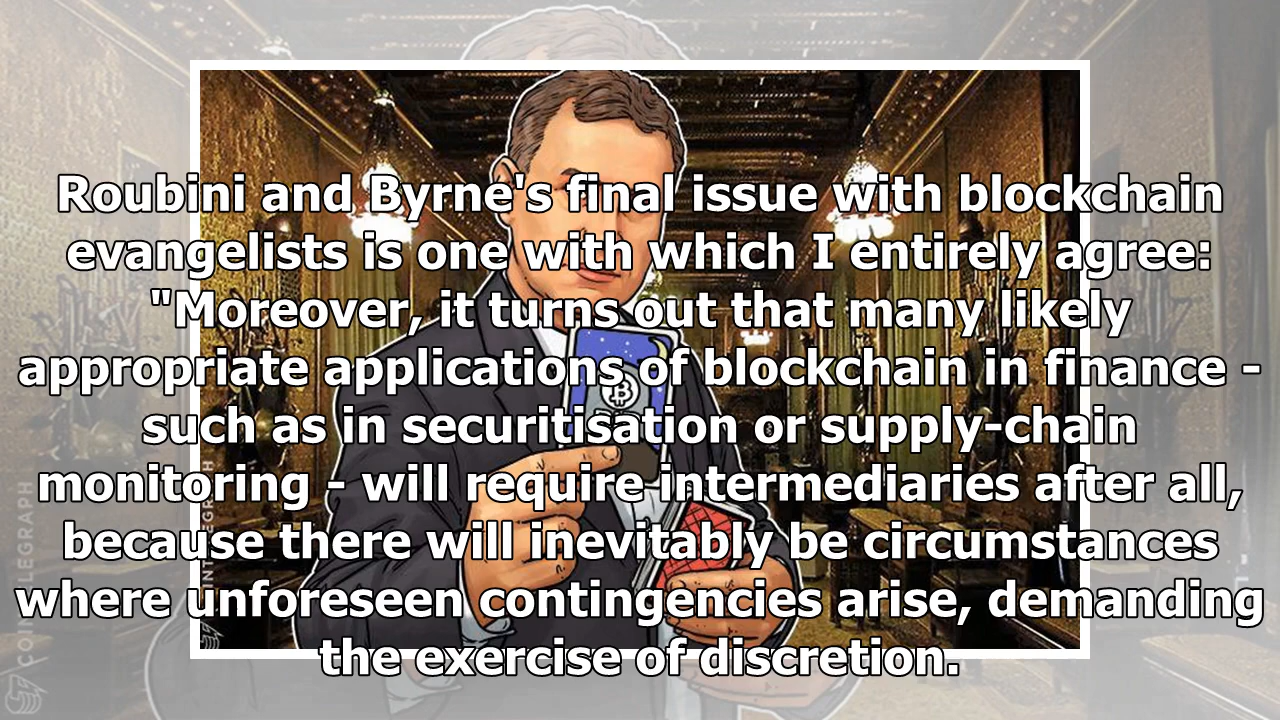 Roubini and Byrne's final issue with blockchain
evangelists is one with which I entirely agree:
"Moreover, it turns out that many likely
appropriate applications of blockchain in finance -
such as in securitisation or supply-chain
monitoring - will require intermediaries after all,
because there will inevitably be circumstances
where unforeseen contingencies arise, demanding
the exercise of discretion.
COINTELEGRAPH